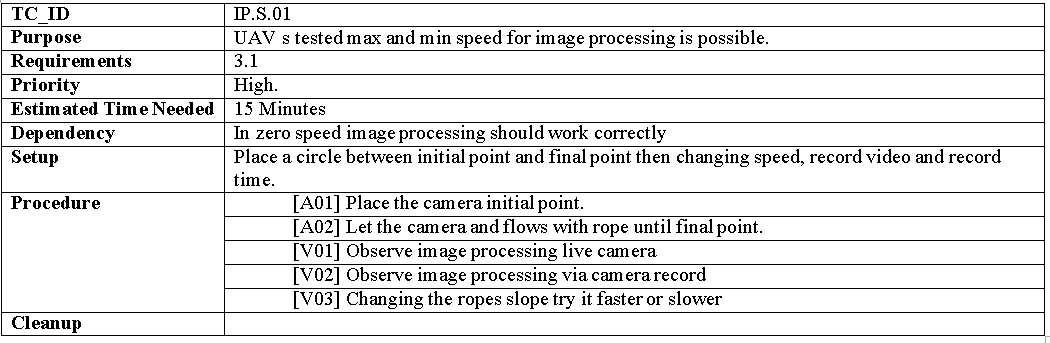 TC_ID IP.S.01
Purpose UAV s tested max and min speed for image processing is possible.
Requirements 3.1
Priority High.
Estimated Time Needed 15 Minutes
Dependency In zero speed image processing should work correctly
Setup Place a circle between initial point and final point then changing speed, record video and record
time.
Procedure [A01] Place the camera initial point.
[A02] Let the camera and flows with rope until final point.
[V01] Observe image processing live camera
[V02] Observe image processing via camera record
[V03] Changing the ropes slope try it faster or slower
Cleanup